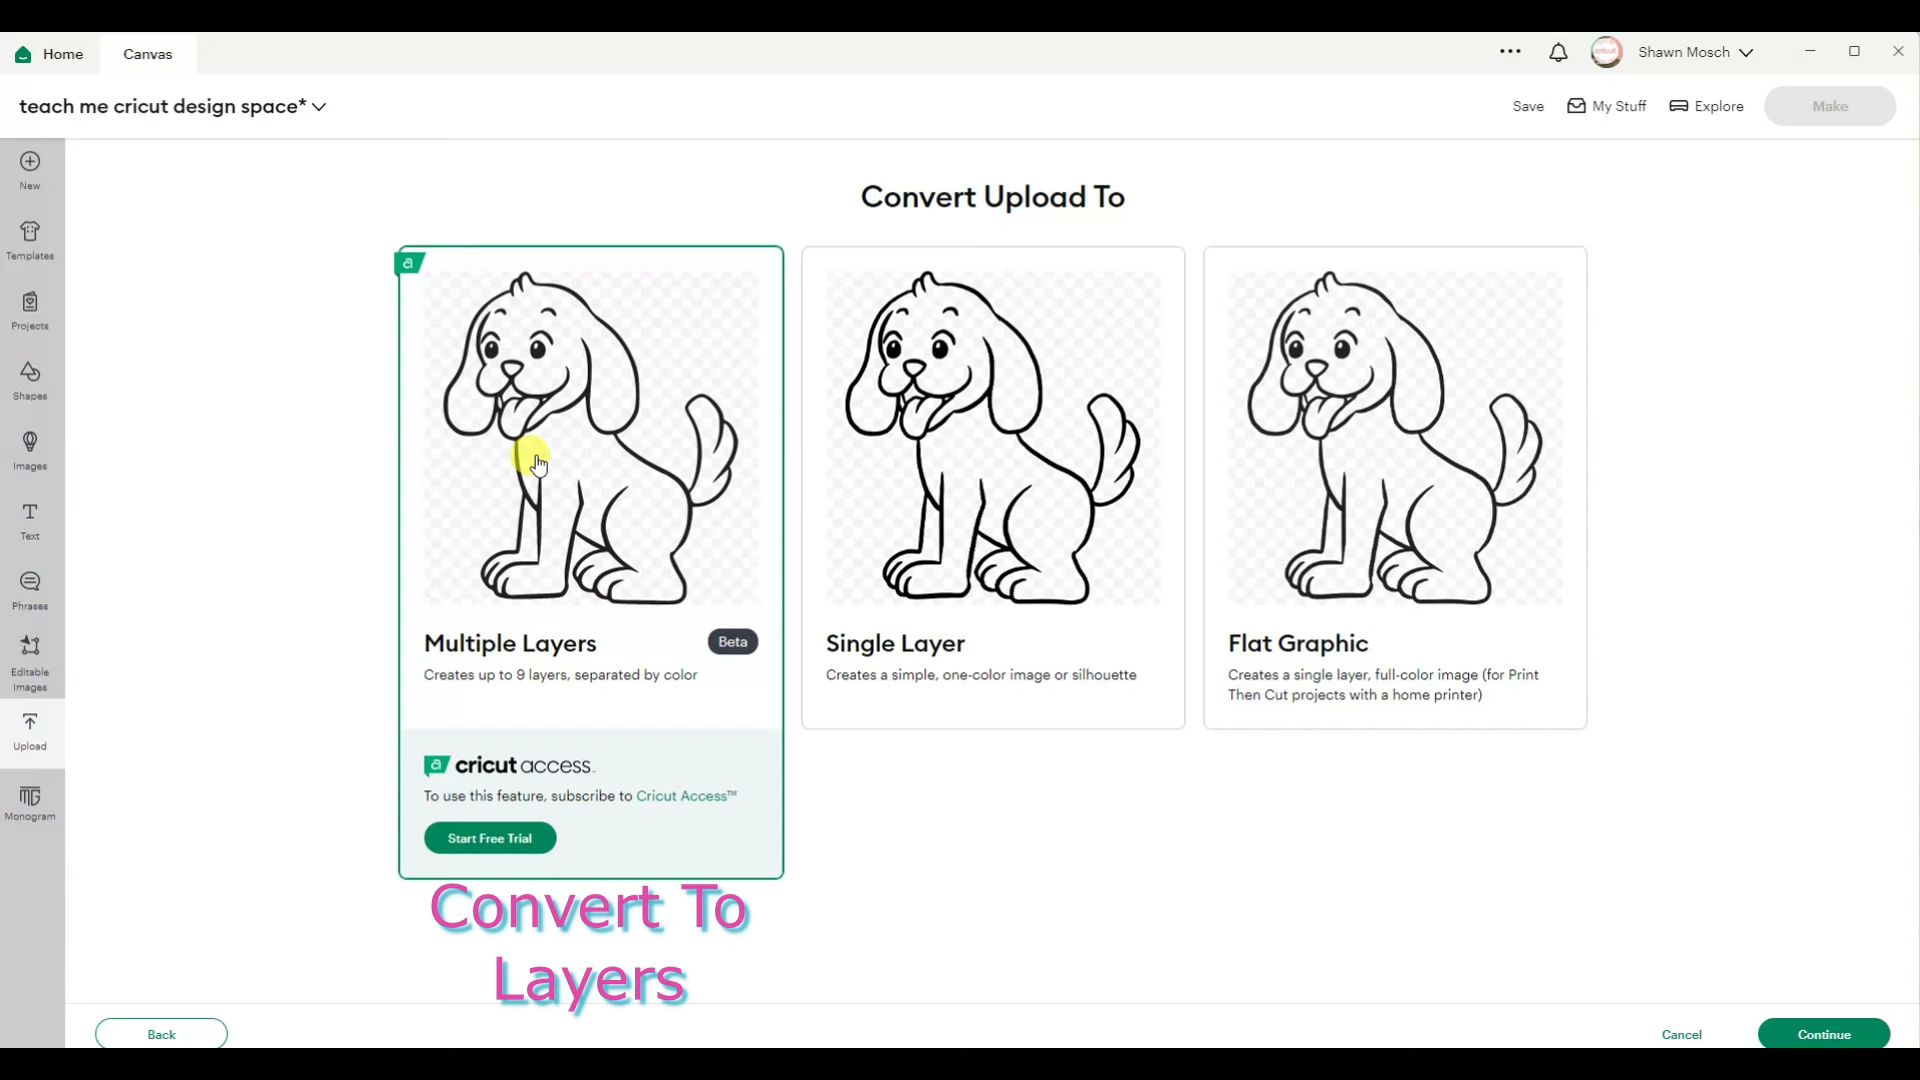 Home
Canvas
Shawn Mosch
teach me cricut design space*
Save
My Stuff
Explore
Make
New
Templates
Projects
Shapes
Images
Text
Phrases
Editable
Images
Upload
Monogram
Convert Upload To
a
Multiple Layers
Beta
Creates up to 9 layers, separated by color
a cricut access™
To use this feature, subscribe to Cricut Access™
Start Free Trial
Single Layer
Creates a simple, one-color image or silhouette
Flat Graphic
Creates a single layer, full-color image (for Print
Then Cut projects with a home printer)
Convert To
Layers
Back
Cancel
Continue